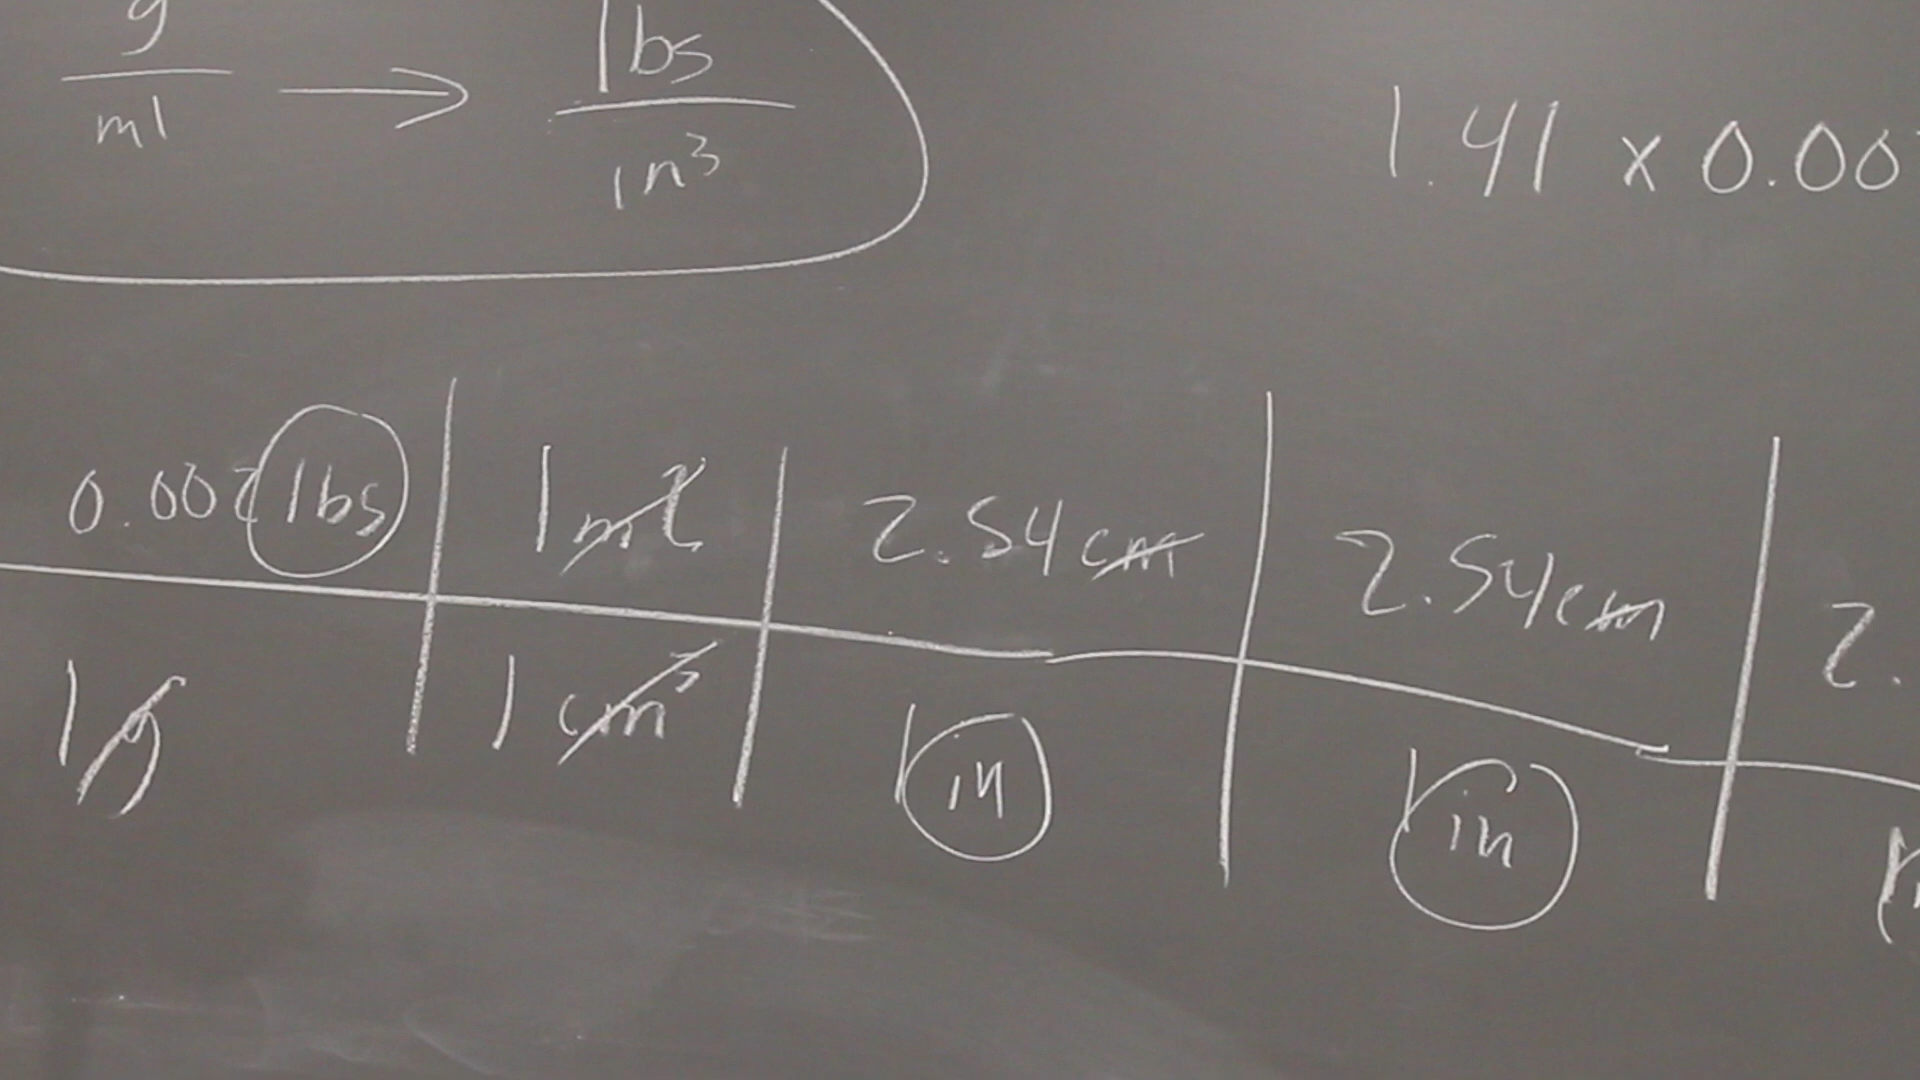 g
ml
→
lbs
in³
1.41 x 0.00
0.002 lbs | 1 ml | 2.54 cm | 2.54 cm | 2.
1 g | 1 cm³ | 1 in | 1 in